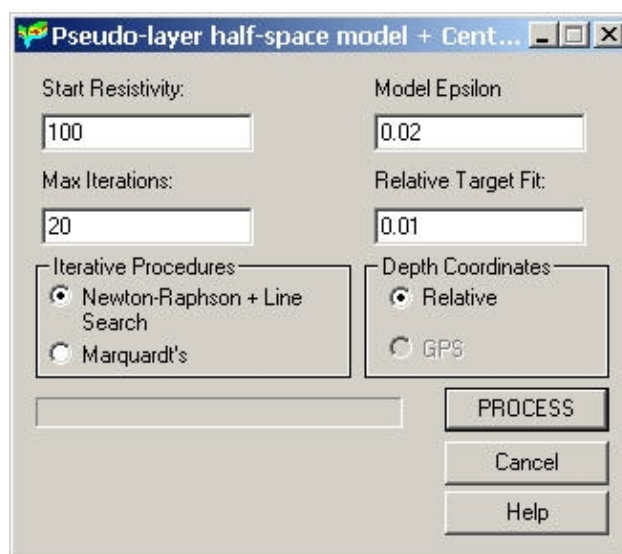 Pseudo-layer half-space model + Cent...
Start Resistivity:
Model Epsilon
100
0.02
Max Iterations:
Relative Target Fit:
20
0.01
Iterative Procedures
Newton-Raphson + Line
Search
Marquardt's
Depth Coordinates
Relative
GPS
PROCESS
Cancel
Help